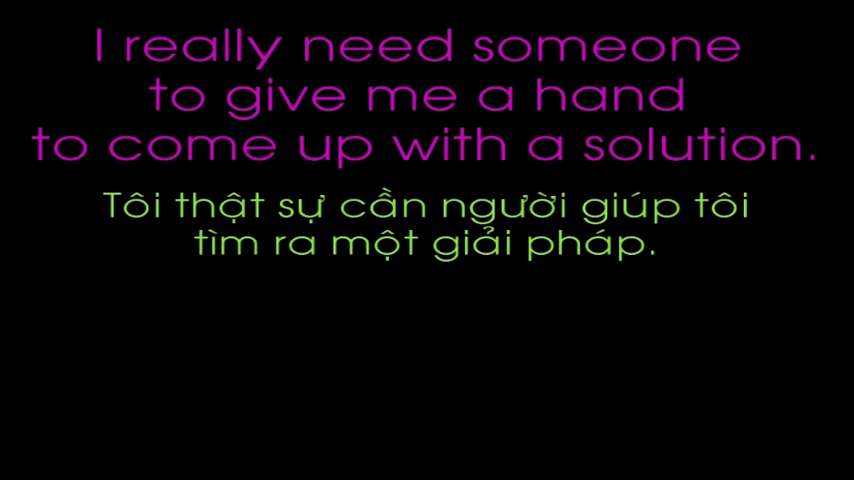 I really need someone
to give me a hand
to come up with a solution.
Tôi thật sự cần người giúp tôi
tìm ra một giải pháp.